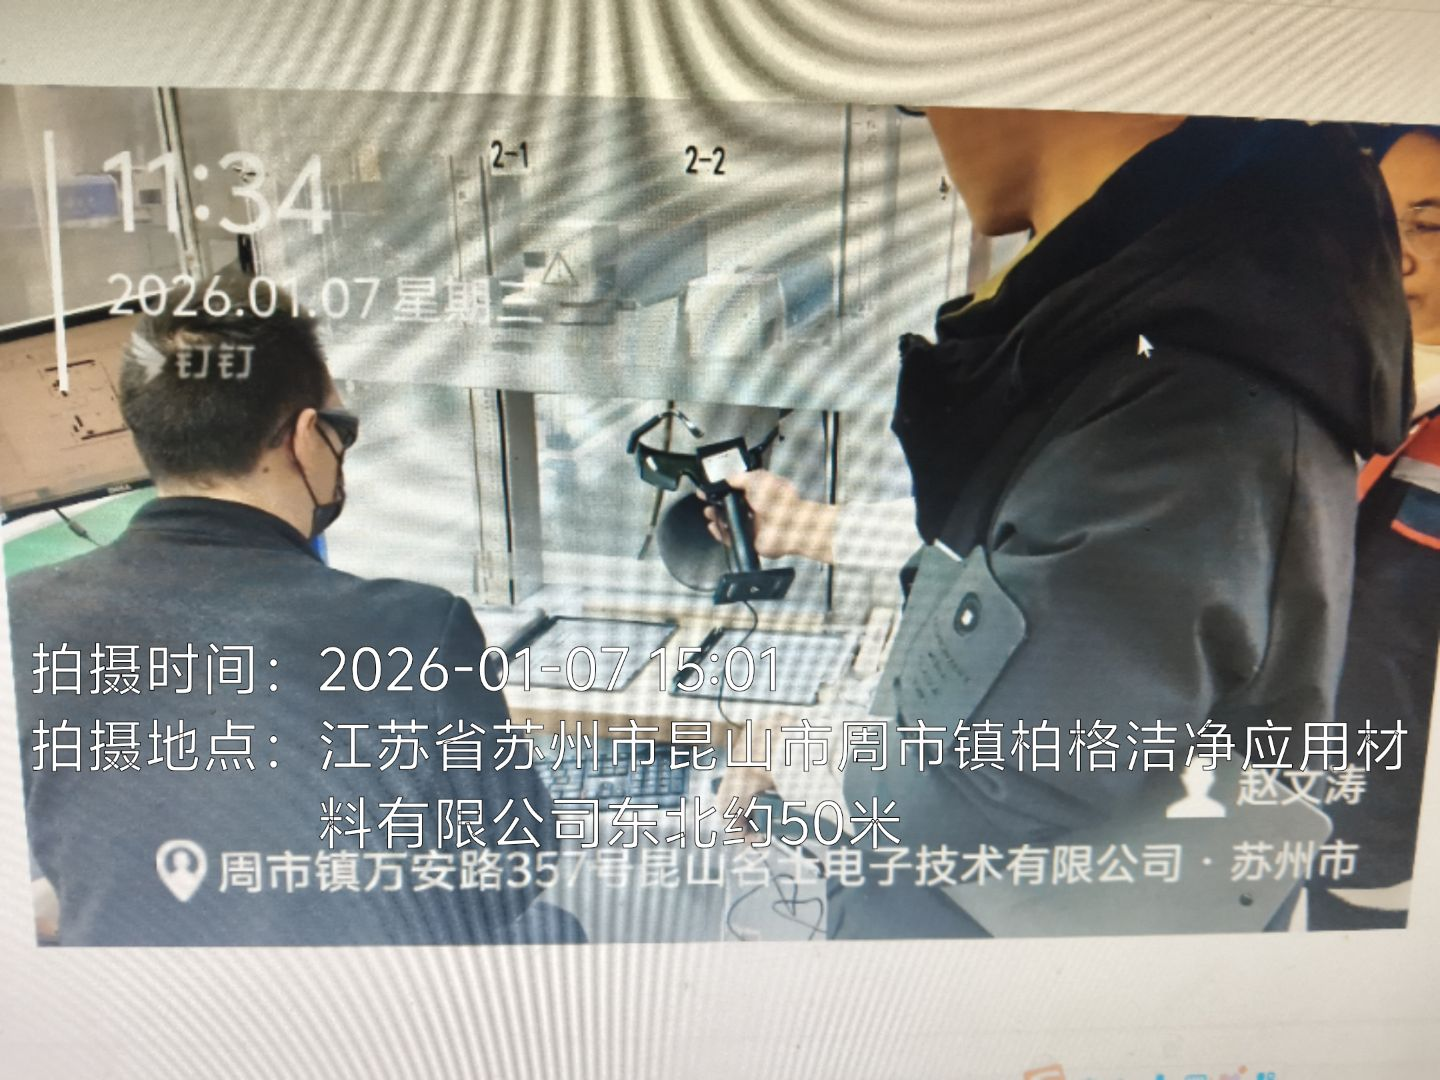 2-1
2-2
11:34
2026.01.07 星期三
钉钉
拍摄时间：2026-01-07 15:01
拍摄地点：江苏省苏州市昆山市周市镇柏格洁净应用材
料有限公司东北约50米
赵文涛
周市镇万安路357号昆山名士电子技术有限公司 · 苏州市